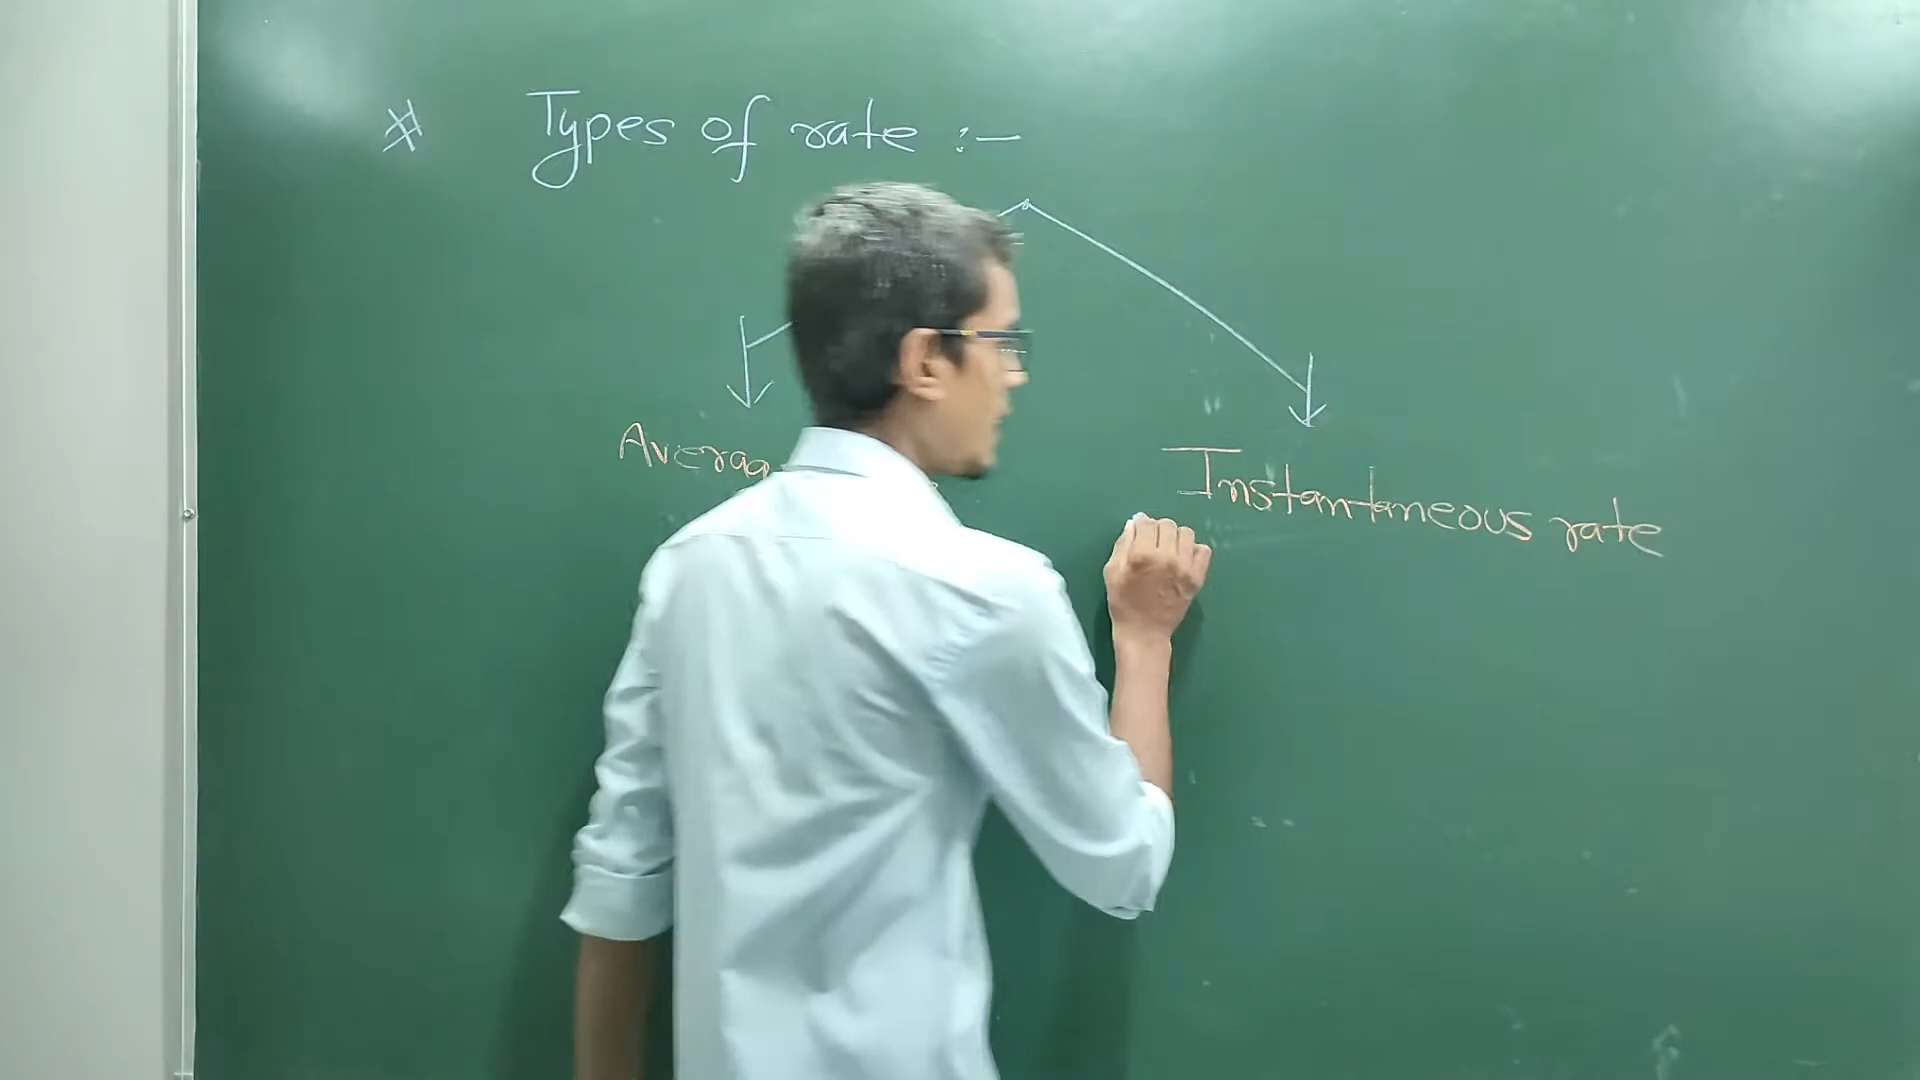 # Types of rate :-
Instantaneous rate